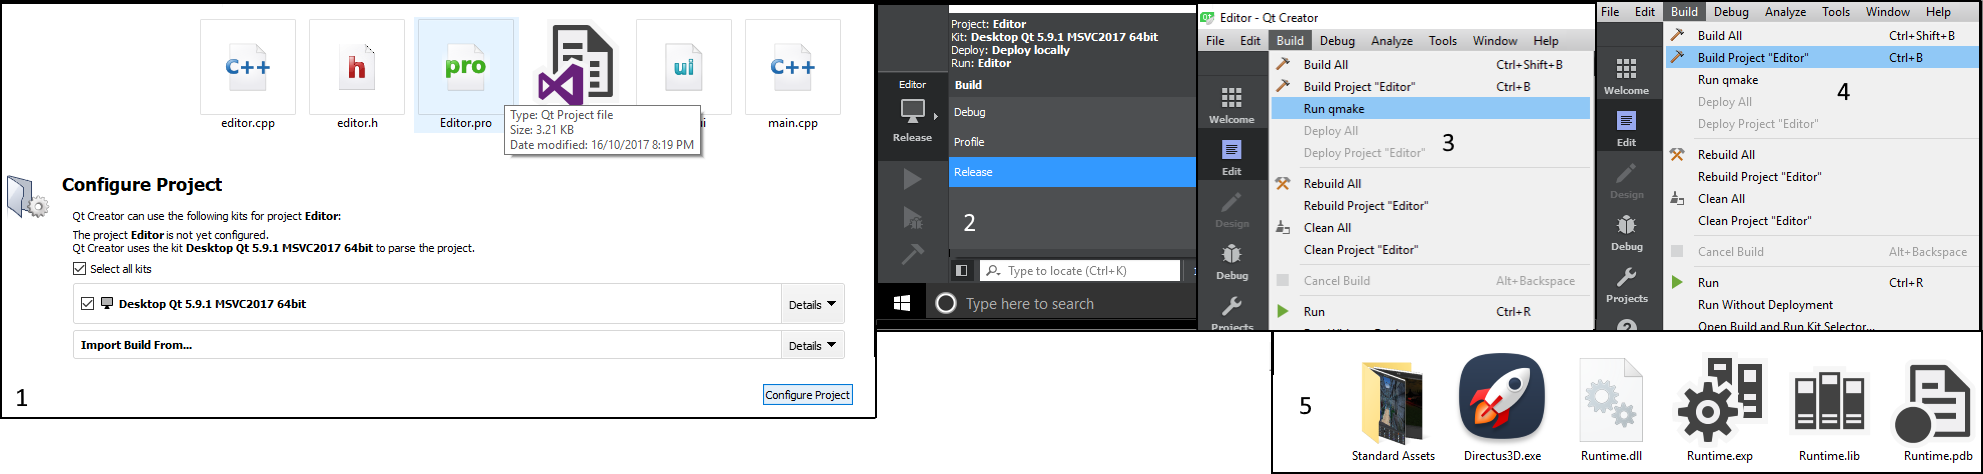 C++
h
pro
ui
C++
editor.cpp
editor.h
Editor.pro
ui
main.cpp
Type: Qt Project file
Size: 3.21 KB
Date modified: 16/10/2017 8:19 PM
Configure Project
Qt Creator can use the following kits for project Editor:
The project Editor is not yet configured.
Qt Creator uses the kit Desktop Qt 5.9.1 MSVC2017 64bit to parse the project.
Select all kits
Desktop Qt 5.9.1 MSVC2017 64bit
Details
Import Build From...
Details
1
Configure Project
Project: Editor
Kit: Desktop Qt 5.9.1 MSVC2017 64bit
Deploy: Deploy locally
Run: Editor
Editor
Release
Build
Debug
Profile
Release
2
Type to locate (Ctrl+K)
Type here to search
Editor - Qt Creator
File Edit Build Debug Analyze Tools Window Help
Welcome
Edit
Design
Debug
Projects
Build All Ctrl+Shift+B
Build Project "Editor" Ctrl+B
Run qmake
Deploy All
Deploy Project "Editor"
3
Rebuild All
Rebuild Project "Editor"
Clean All
Clean Project "Editor"
Cancel Build Alt+Backspace
Run Ctrl+R
File Edit Build Debug Analyze Tools Window Help
Welcome
Edit
Design
Debug
Projects
Build All Ctrl+Shift+B
Build Project "Editor" Ctrl+B
Run qmake
4
Deploy All
Deploy Project "Editor"
Rebuild All
Rebuild Project "Editor"
Clean All
Clean Project "Editor"
Cancel Build Alt+Backspace
Run Ctrl+R
Run Without Deployment
Open Build and Run Kit Selector...
5
Standard Assets
Directus3D.exe
Runtime.dll
Runtime.exp
Runtime.lib
Runtime.pdb